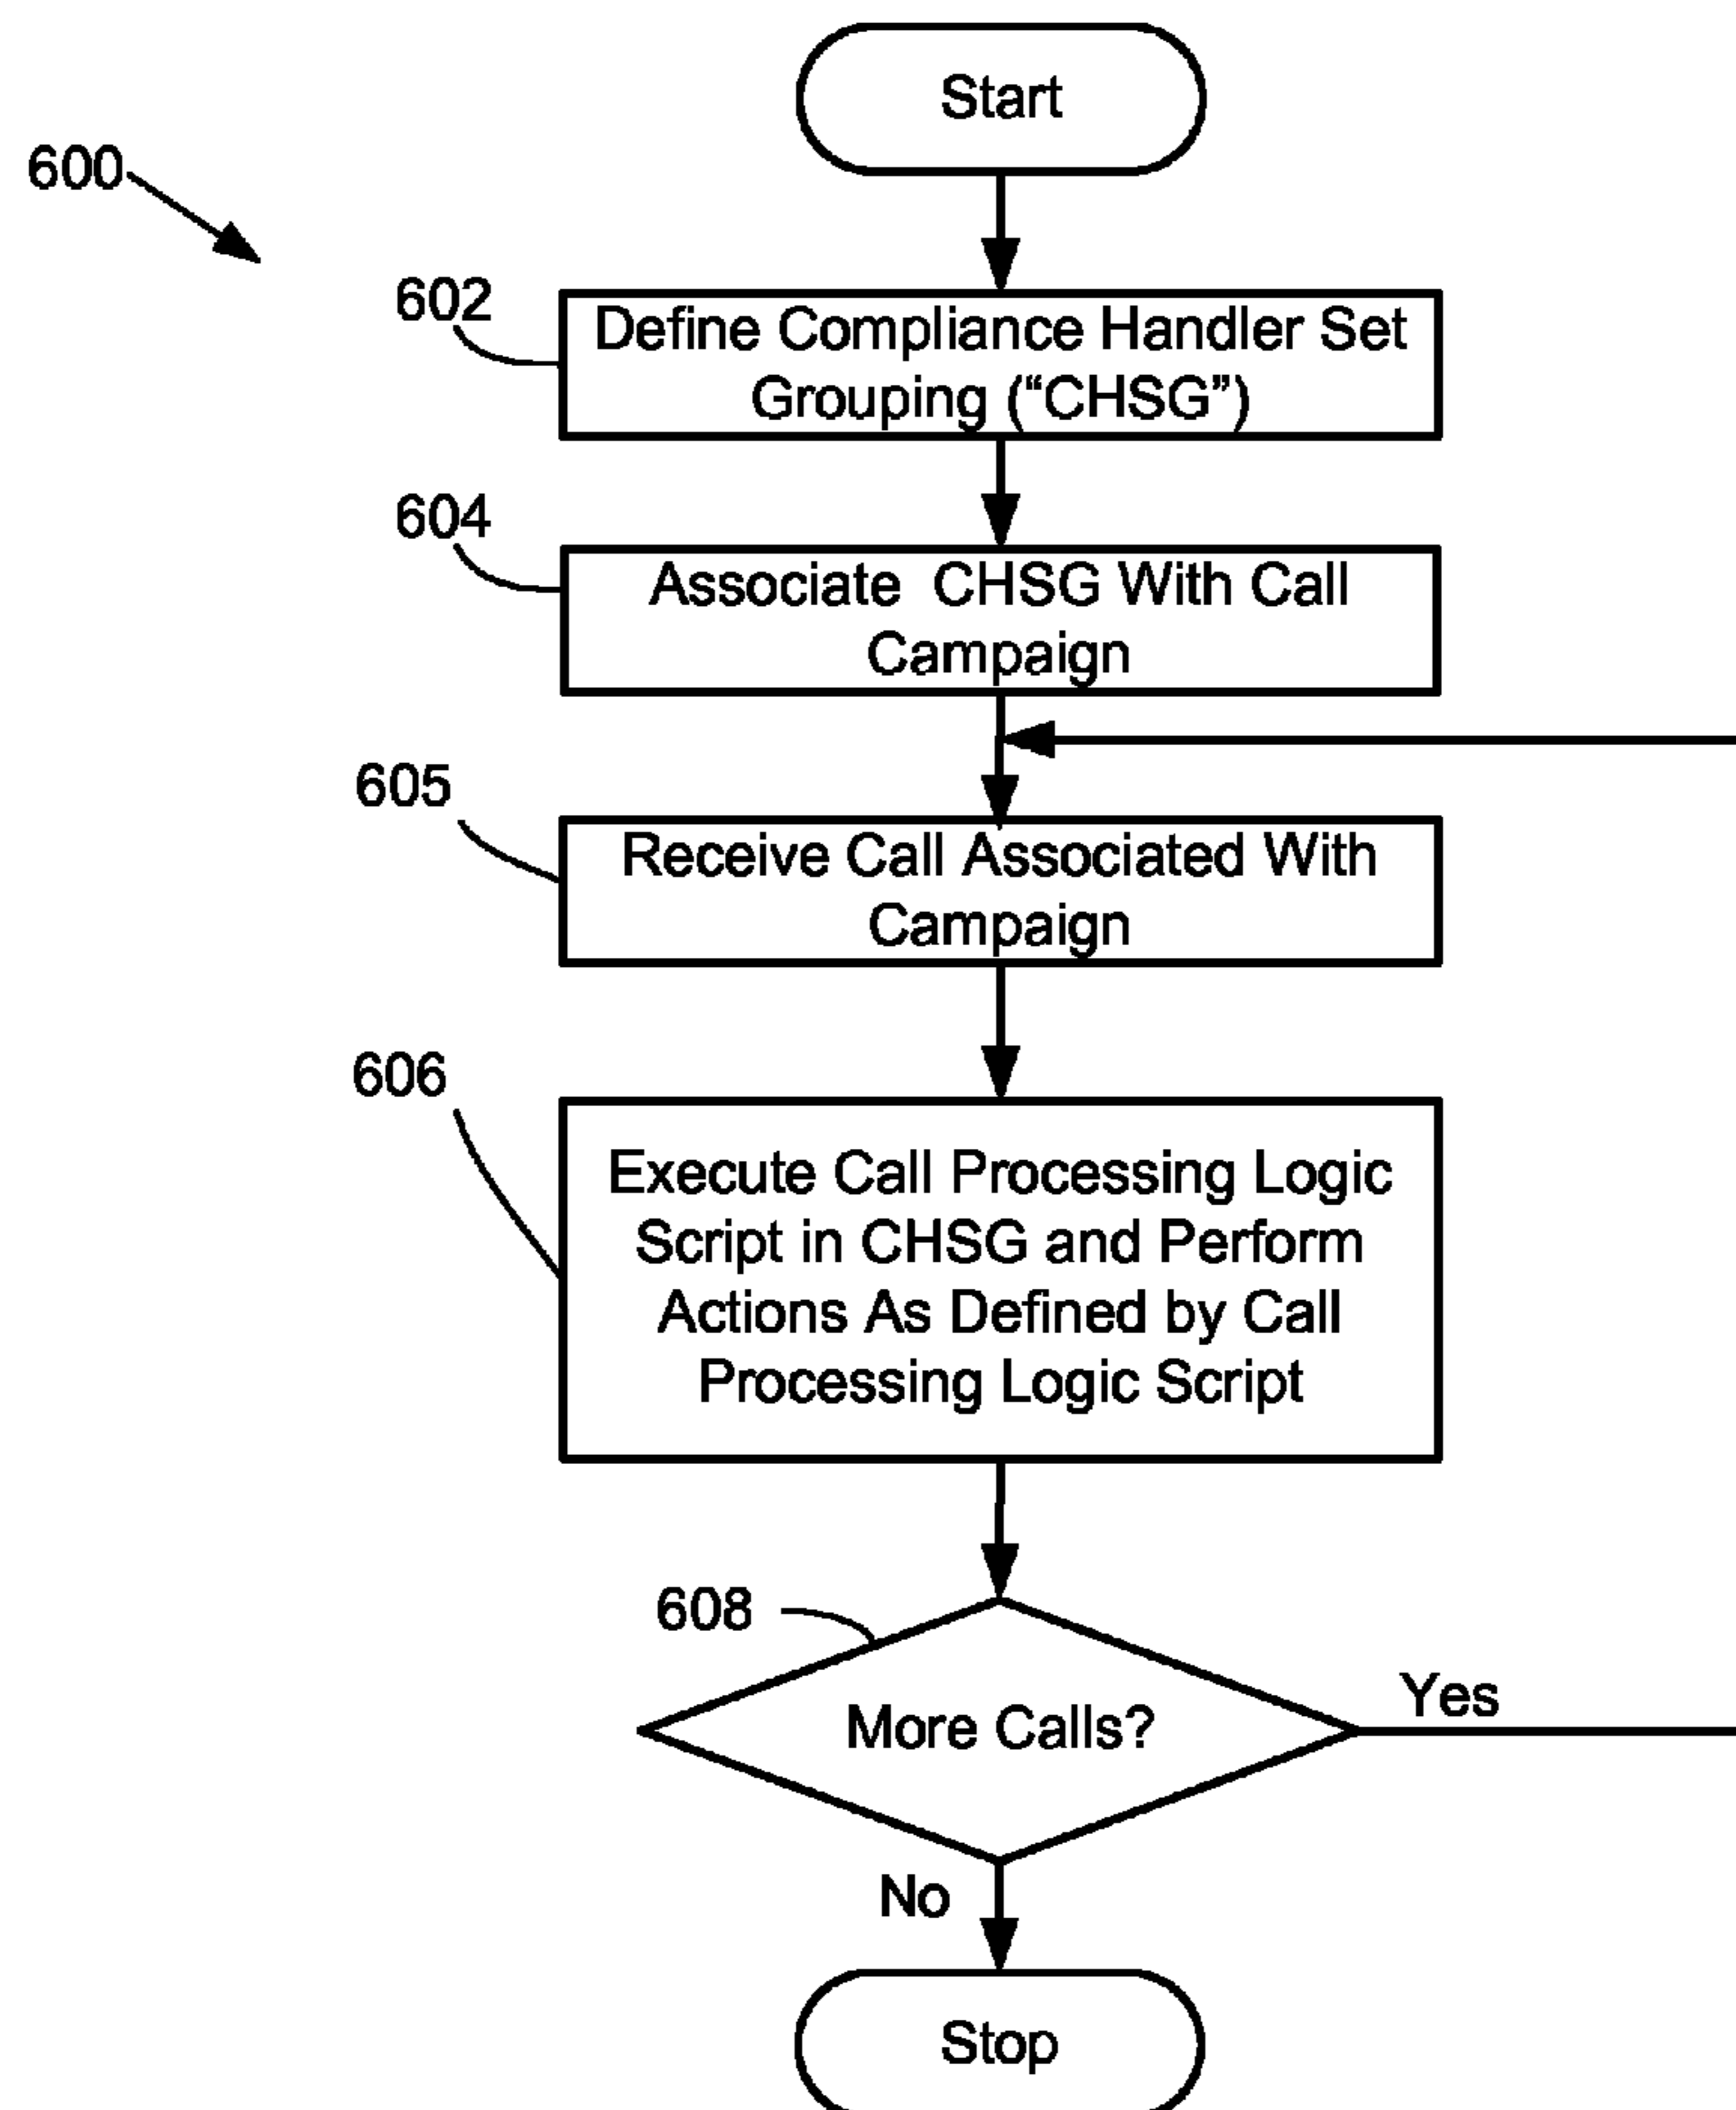 Start
600
602
Define Compliance Handler Set
Grouping (“CHSG”)
604
Associate CHSG With Call
Campaign
605
Receive Call Associated With
Campaign
606
Execute Call Processing Logic
Script in CHSG and Perform
Actions As Defined by Call
Processing Logic Script
608
More Calls?
Yes
No
Stop